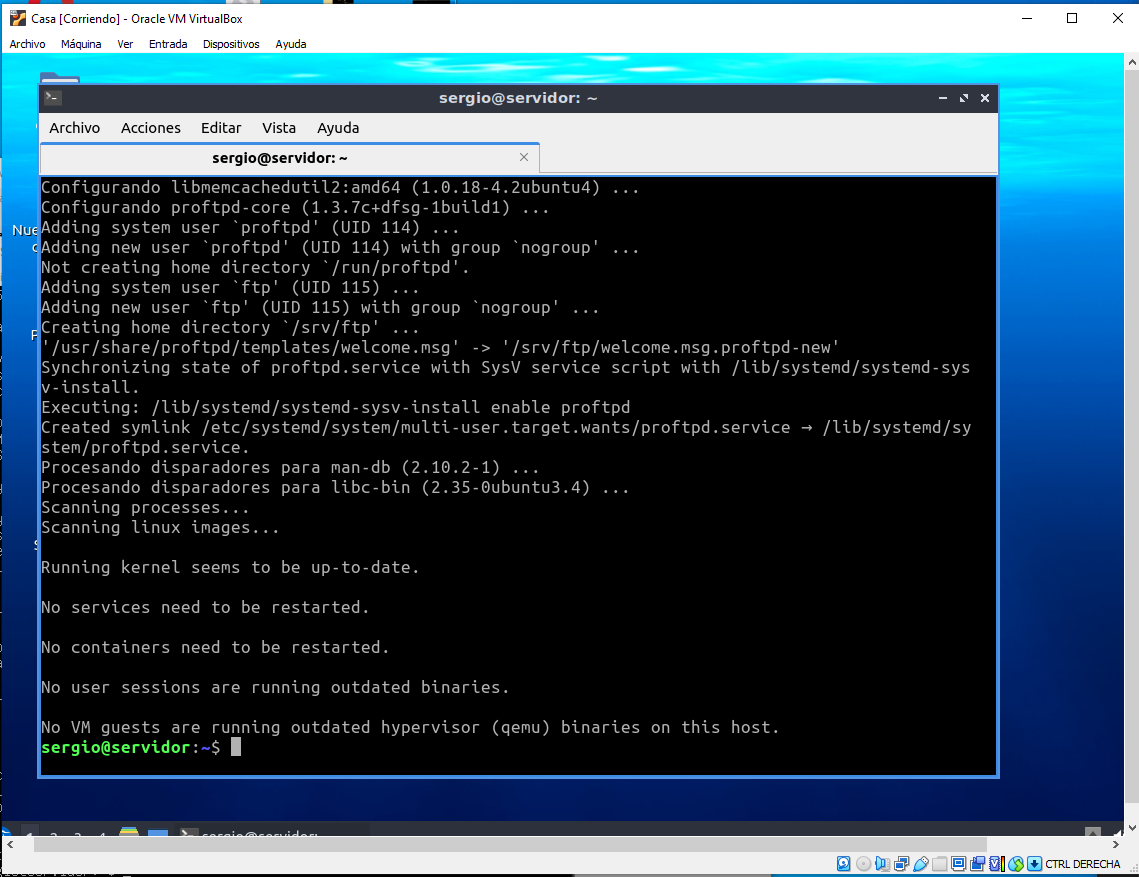 Casa [Corriendo] - Oracle VM VirtualBox
Archivo Máquina Ver Entrada Dispositivos Ayuda
sergio@servidor: ~
Archivo Acciones Editar Vista Ayuda
sergio@servidor: ~
Configurando libmemcachedutil2:amd64 (1.0.18-4.2ubuntu4) ...
Configurando proftpd-core (1.3.7c+dfsg-1build1) ...
Adding system user `proftpd' (UID 114) ...
Adding new user `proftpd' (UID 114) with group `nogroup' ...
Not creating home directory `/run/proftpd'.
Adding system user `ftp' (UID 115) ...
Adding new user `ftp' (UID 115) with group `nogroup' ...
Creating home directory `/srv/ftp' ...
'/usr/share/proftpd/templates/welcome.msg' -> '/srv/ftp/welcome.msg.proftpd-new'
Synchronizing state of proftpd.service with SysV service script with /lib/systemd/systemd-sys
v-install.
Executing: /lib/systemd/systemd-sysv-install enable proftpd
Created symlink /etc/systemd/system/multi-user.target.wants/proftpd.service → /lib/systemd/sy
stem/proftpd.service.
Procesando disparadores para man-db (2.10.2-1) ...
Procesando disparadores para libc-bin (2.35-0ubuntu3.4) ...
Scanning processes...
Scanning linux images...
Running kernel seems to be up-to-date.
No services need to be restarted.
No containers need to be restarted.
No user sessions are running outdated binaries.
No VM guests are running outdated hypervisor (qemu) binaries on this host.
sergio@servidor:~$
Nue
sergio@servidor:
CTRL DERECHA